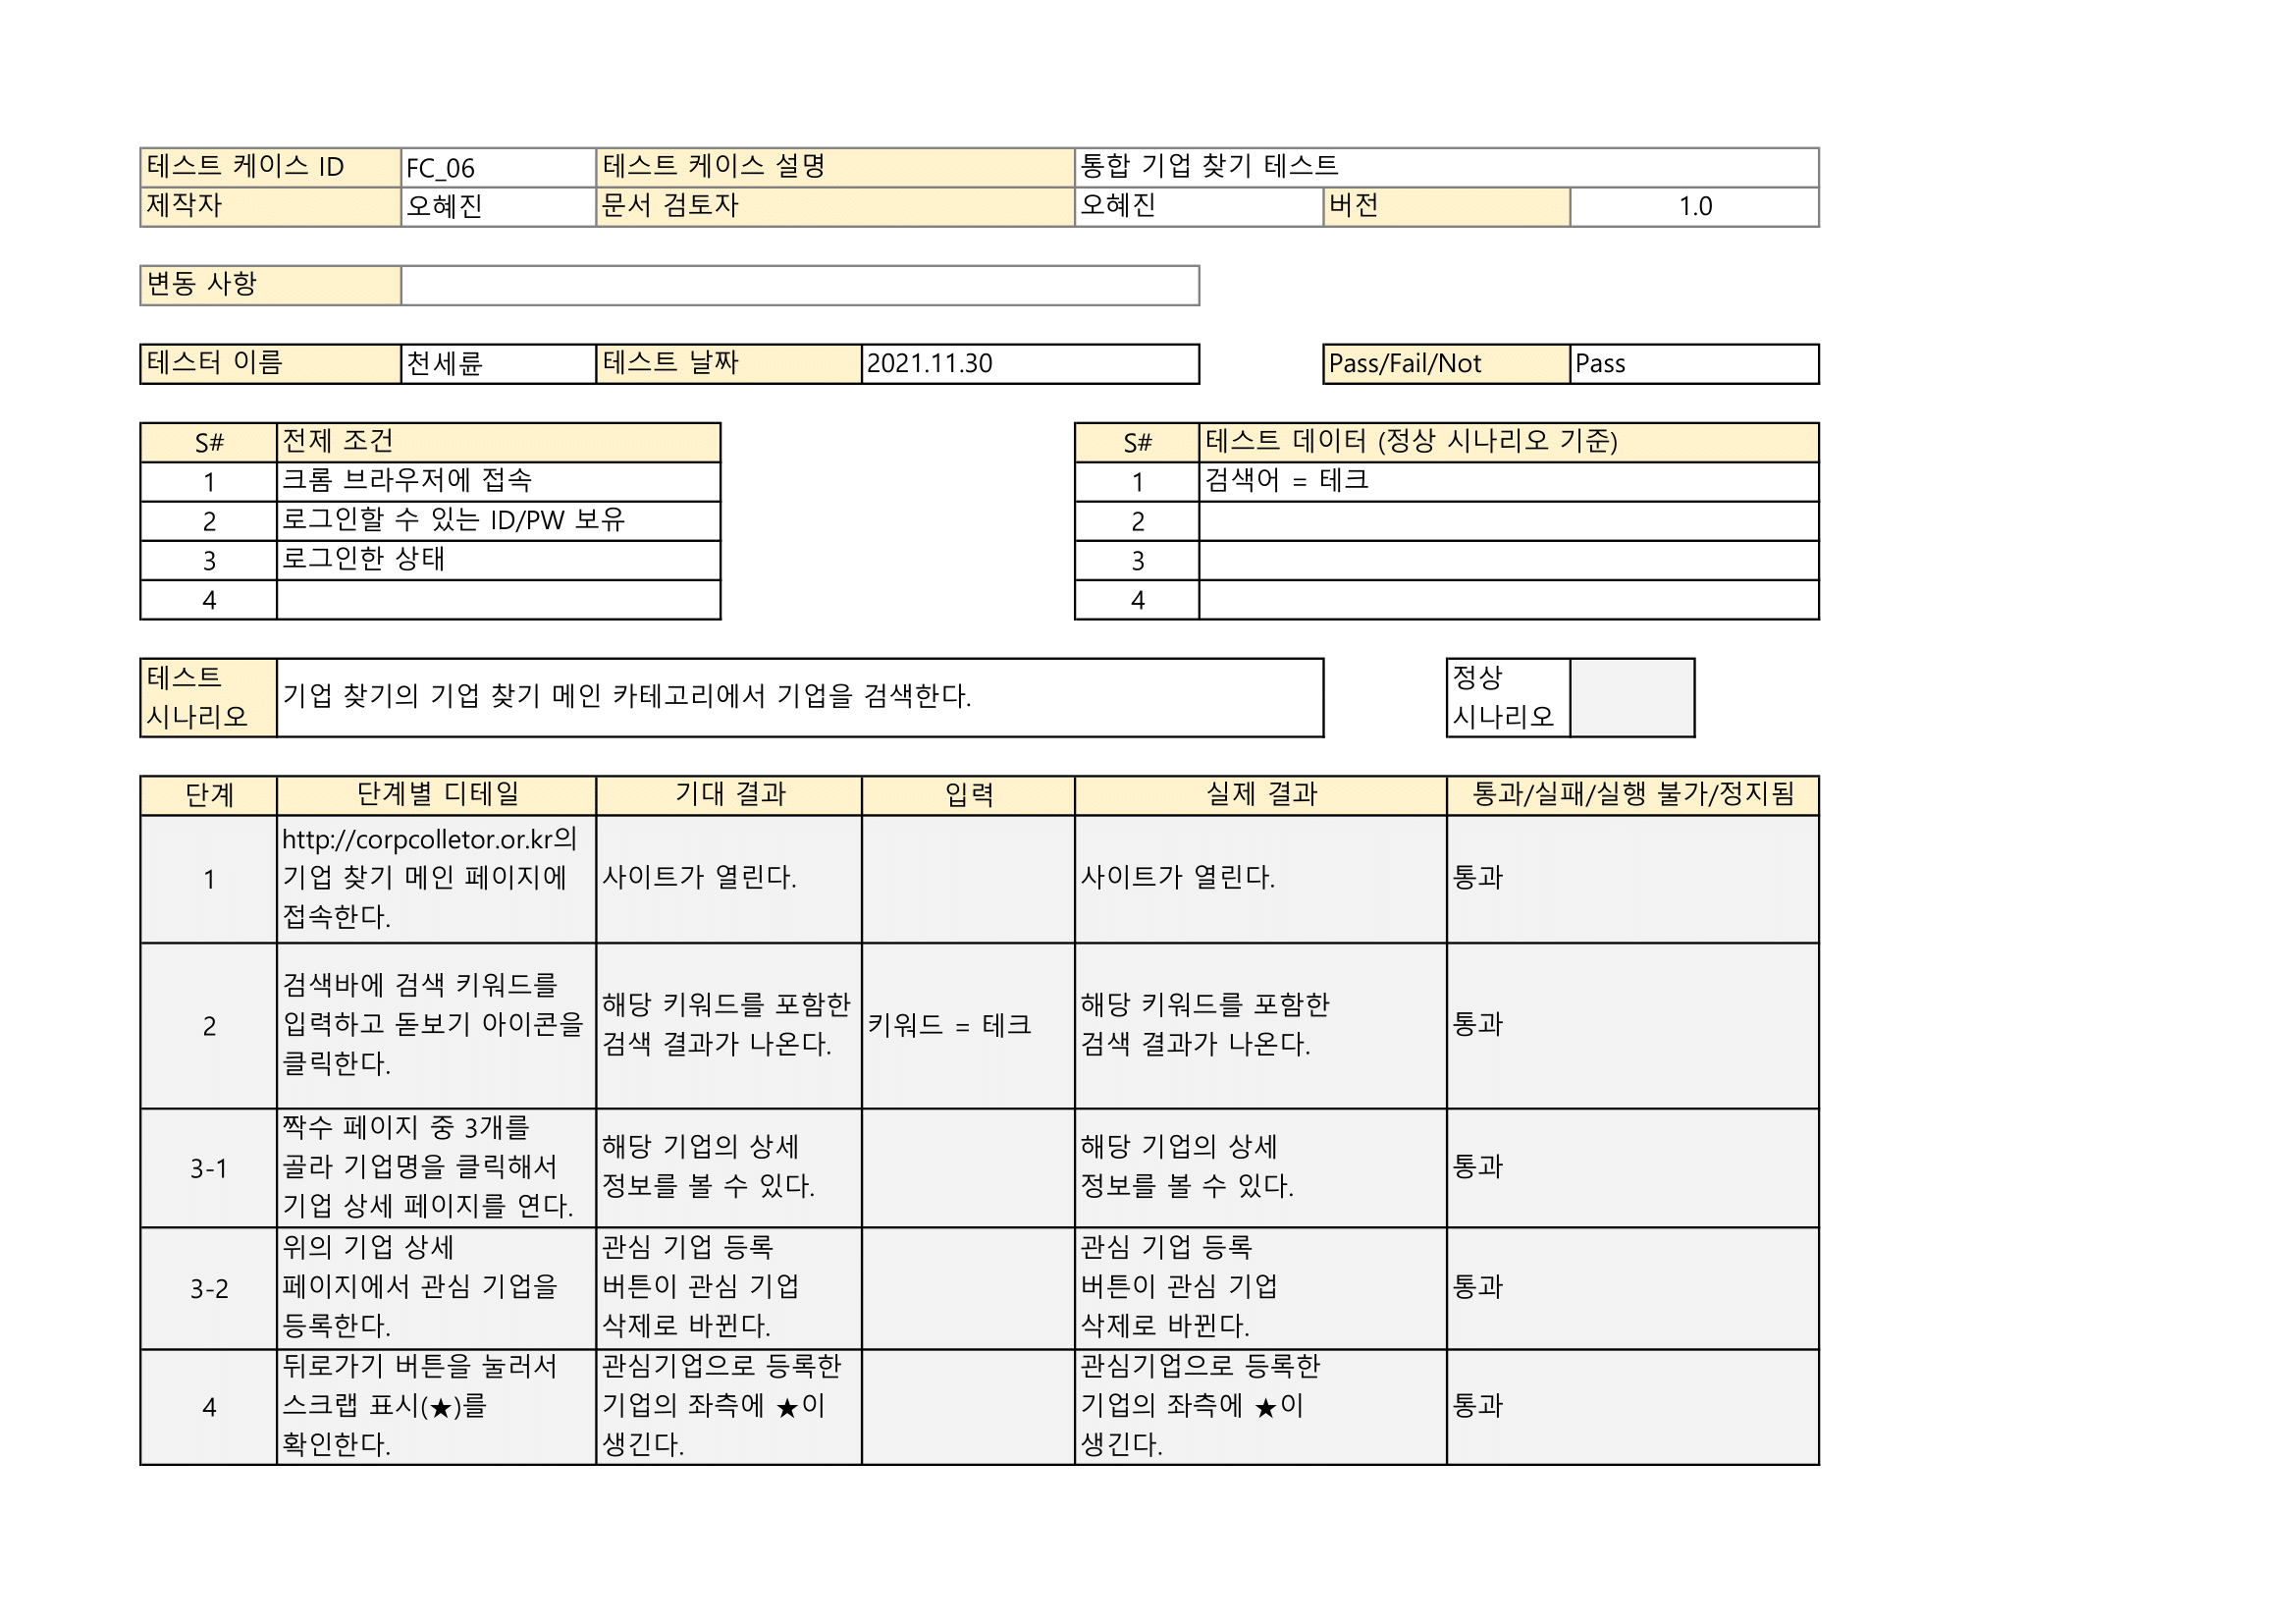 테스트 케이스 ID FC_06 테스트 케이스 설명 통합 기업 찾기 테스트
제작자 오혜진 문서 검토자 오혜진 버전 1.0
변동 사항
테스터 이름 천세륜 테스트 날짜 2021.11.30 Pass/Fail/Not Pass
S# 전제 조건
1 크롬 브라우저에 접속
2 로그인할 수 있는 ID/PW 보유
3 로그인한 상태
4
S# 테스트 데이터 (정상 시나리오 기준)
1 검색어 = 테크
2
3
4
테스트
시나리오
기업 찾기의 기업 찾기 메인 카테고리에서 기업을 검색한다.
정상
시나리오
단계 단계별 디테일 기대 결과 입력 실제 결과 통과/실패/실행 불가/정지됨
1
http://corpcolletor.or.kr의
기업 찾기 메인 페이지에
접속한다.
사이트가 열린다.
사이트가 열린다.
통과
2
검색바에 검색 키워드를
입력하고 돋보기 아이콘을
클릭한다.
해당 키워드를 포함한
검색 결과가 나온다.
키워드 = 테크
해당 키워드를 포함한
검색 결과가 나온다.
통과
3-1
짝수 페이지 중 3개를
골라 기업명을 클릭해서
기업 상세 페이지를 연다.
해당 기업의 상세
정보를 볼 수 있다.
해당 기업의 상세
정보를 볼 수 있다.
통과
3-2
위의 기업 상세
페이지에서 관심 기업을
등록한다.
관심 기업 등록
버튼이 관심 기업
삭제로 바뀐다.
관심 기업 등록
버튼이 관심 기업
삭제로 바뀐다.
통과
4
뒤로가기 버튼을 눌러서
스크랩 표시(★)를
확인한다.
관심기업으로 등록한
기업의 좌측에 ★이
생긴다.
관심기업으로 등록한
기업의 좌측에 ★이
생긴다.
통과